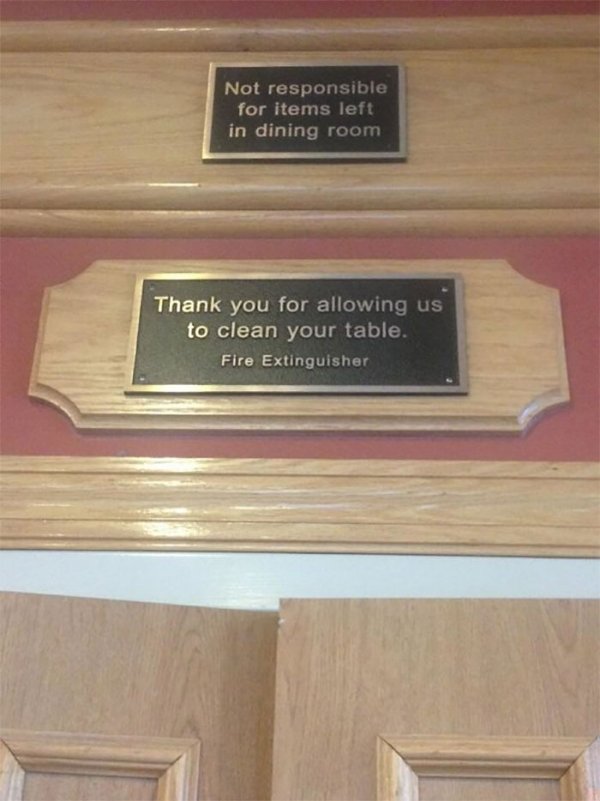 Not responsible
for items left
in dining room
Thank you for allowing us
to clean your table.
Fire Extinguisher